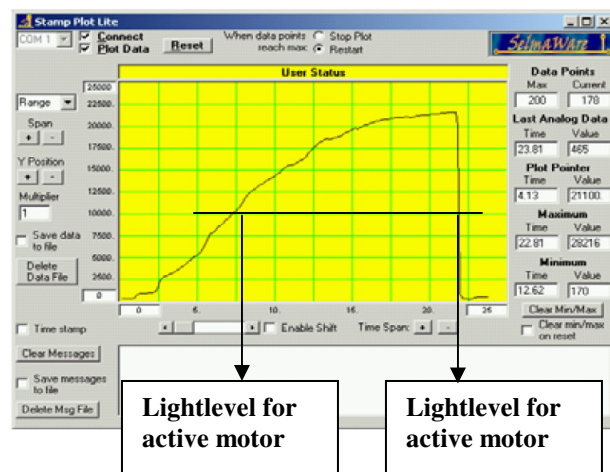 Stamp Plot Lite
COM 1
Connect
Plot Data
Reset
When data points reach max:
Stop Plot
Restart
SelmaWare
User Status
25000
22500.
20000.
17500.
15000.
12500.
10000.
7500.
5000.
2500.
0
0
5.
10.
15.
20.
26
Range
Span
+ -
Y Position
+ -
Multiplier
1
Save data
to file
Delete
Data File
Time stamp
Clear Messages
Save messages
to file
Delete Msg File
Enable Shift
Time Span: + -
Data Points
Max Current
200 178
Last Analog Data
Time Value
23.81 465
Plot Pointer
Time Value
4.13 21100.
Maximum
Time Value
22.81 28216
Minimum
Time Value
12.62 170
Clear Min/Max
Clear min/max
on reset
Lightlevel for
active motor
Lightlevel for
active motor